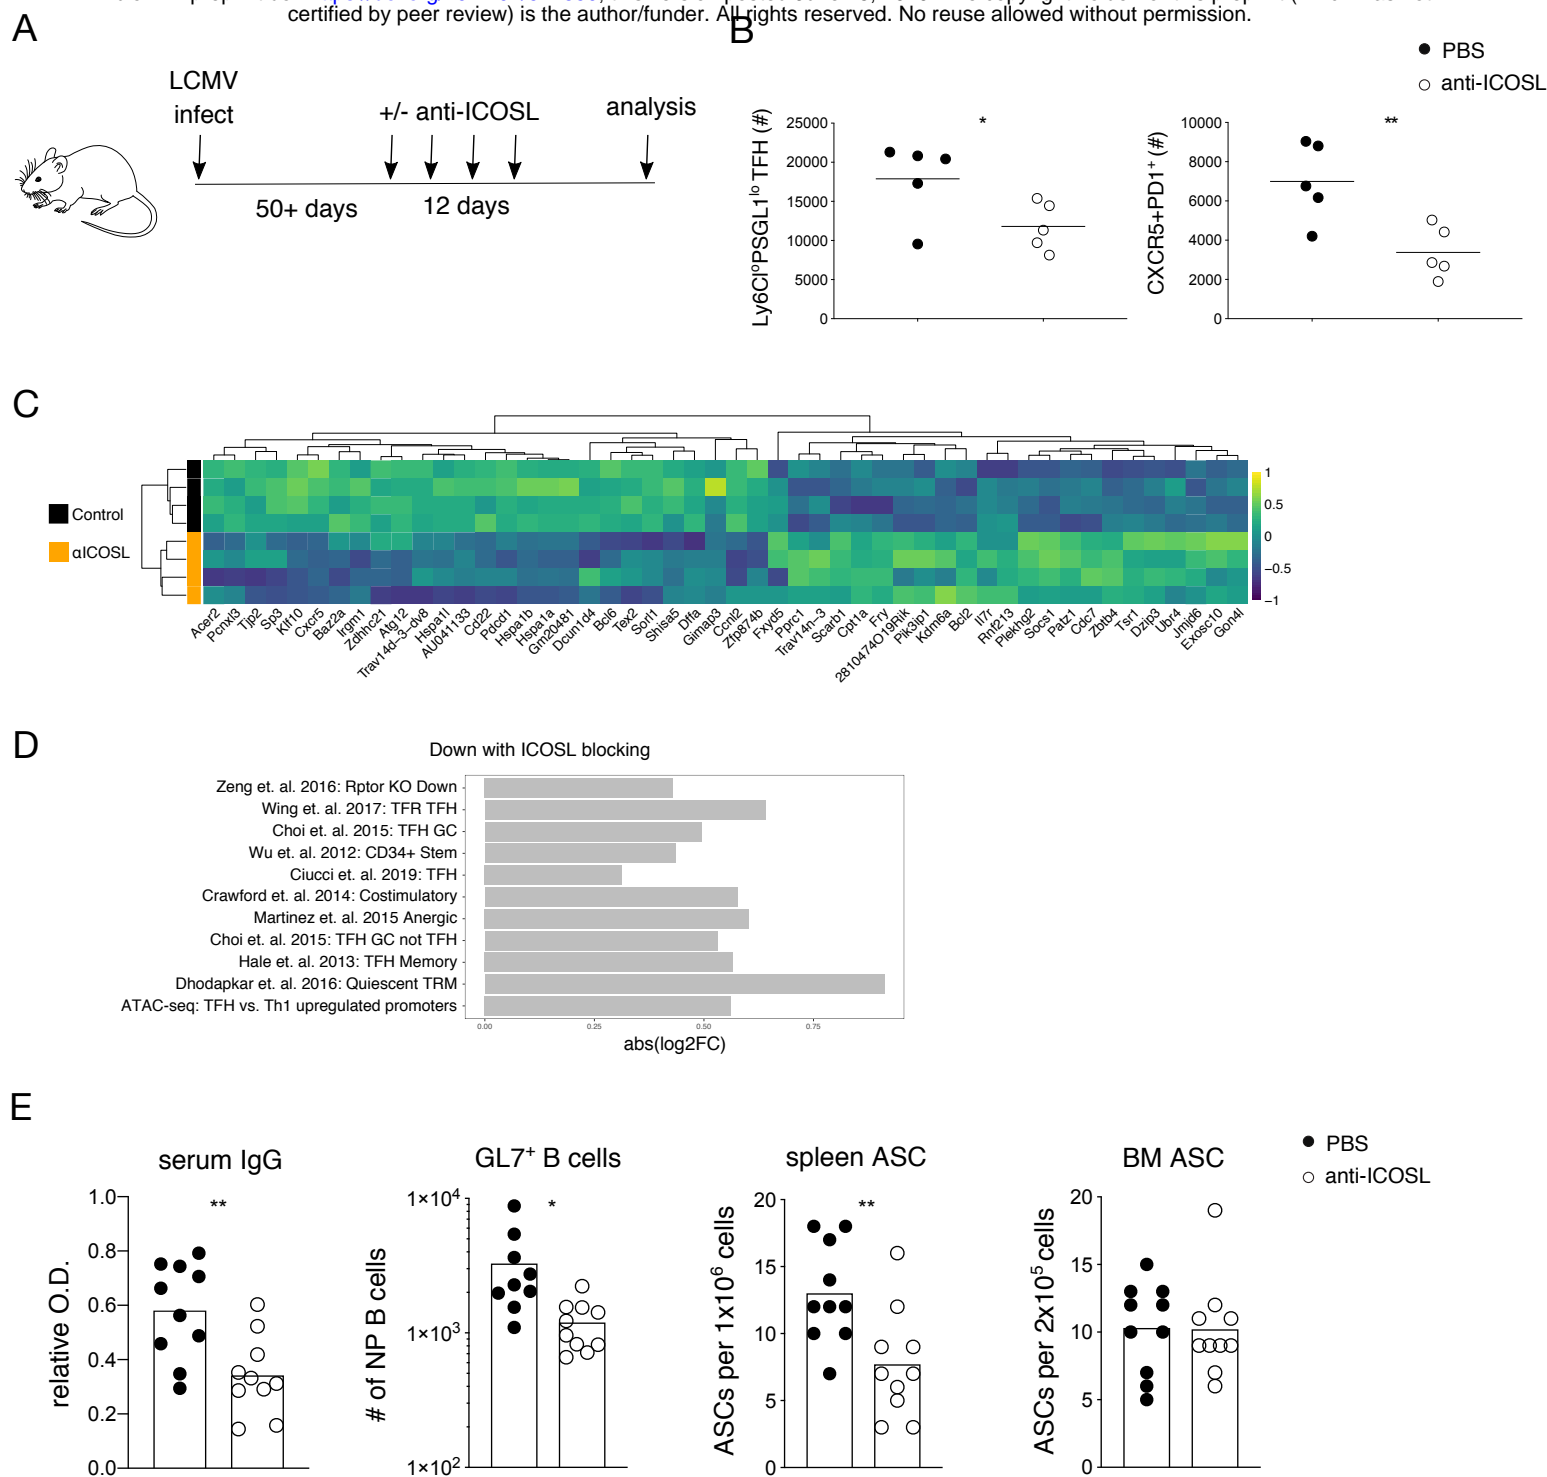 certified by peer review) is the author/funder. All rights reserved. No reuse allowed without permission.
A
LCMV
infect
+/- anti-ICOSL
analysis
50+ days
12 days
B
PBS
anti-ICOSL
Ly6CloPSGL1lo TFH (#)
25000
20000
15000
10000
5000
0
*
CXCR5+PD1+ (#)
10000
8000
6000
4000
2000
0
**
C
Control
αICOSL
1
0.5
0
−0.5
−1
Acer2
Pcnxl3
Tjp2
Sp3
Klf10
Cxcr5
Baz2a
Irgm1
Zdhhc21
Alg12
Trav14d−3−dv8
Hspa1l
AU041133
Cd22
Pdcd1
Hspa1b
Hspa1a
Gm20481
Dcun1d4
Bcl6
Tex2
Sorl1
Shisa5
Dffa
Gimap3
Ccnl2
Zfp874b
Fxyd5
Pprc1
Trav14n−3
Scarb1
Cpt1a
Fry
2810474O19Rik
Pik3ip1
Kdm6a
Bcl2
Il7r
Rnf213
Plekhg2
Socs1
Patz1
Cdc7
Zbtb4
Tsr1
Dzip3
Ubr4
Jmjd6
Exosc10
Gon4l
D
Down with ICOSL blocking
Zeng et. al. 2016: Rptor KO Down
Wing et. al. 2017: TFR TFH
Choi et. al. 2015: TFH GC
Wu et. al. 2012: CD34+ Stem
Ciucci et. al. 2019: TFH
Crawford et. al. 2014: Costimulatory
Martinez et. al. 2015 Anergic
Choi et. al. 2015: TFH GC not TFH
Hale et. al. 2013: TFH Memory
Dhodapkar et. al. 2016: Quiescent TRM
ATAC-seq: TFH vs. Th1 upregulated promoters
0.00 0.25 0.50 0.75
abs(log2FC)
E
PBS
anti-ICOSL
serum IgG
relative O.D.
1.0
0.8
0.6
0.4
0.2
0.0
**
GL7+ B cells
# of NP B cells
1×10^4
1×10^3
1×10^2
*
spleen ASC
ASCs per 1x10^6 cells
20
15
10
5
0
**
BM ASC
ASCs per 2x10^5 cells
20
15
10
5
0